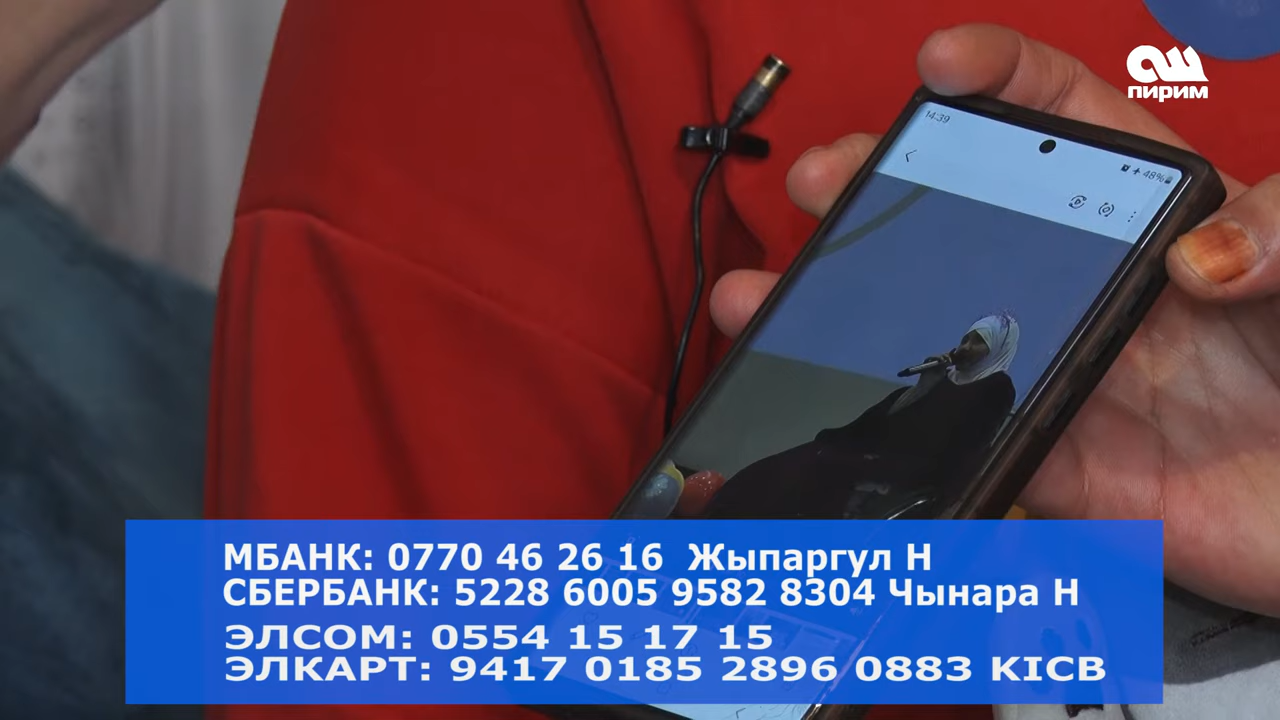 АШ
ПИРИМ
14:39
48%
МБАНК: 0770 46 26 16 Жыпаргул Н
СБЕРБАНК: 5228 6005 9582 8304 Чынара Н
ЭЛСОМ: 0554 15 17 15
ЭЛКАРТ: 9417 0185 2896 0883 KICB